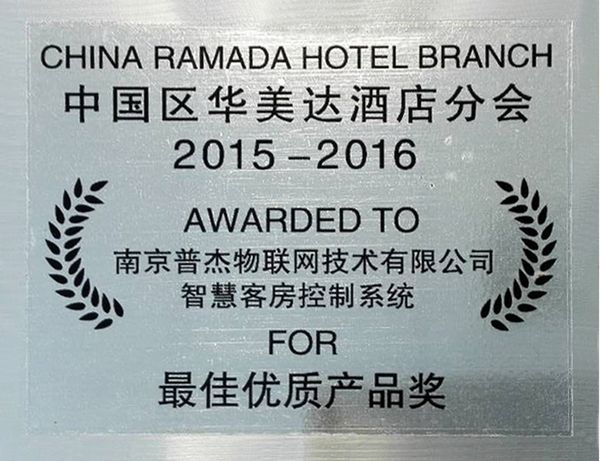 CHINA RAMADA HOTEL BRANCH
中国区华美达酒店分会
2015-2016
AWARDED TO
南京普杰物联网技术有限公司
智慧客房控制系统
FOR
最佳优质产品奖